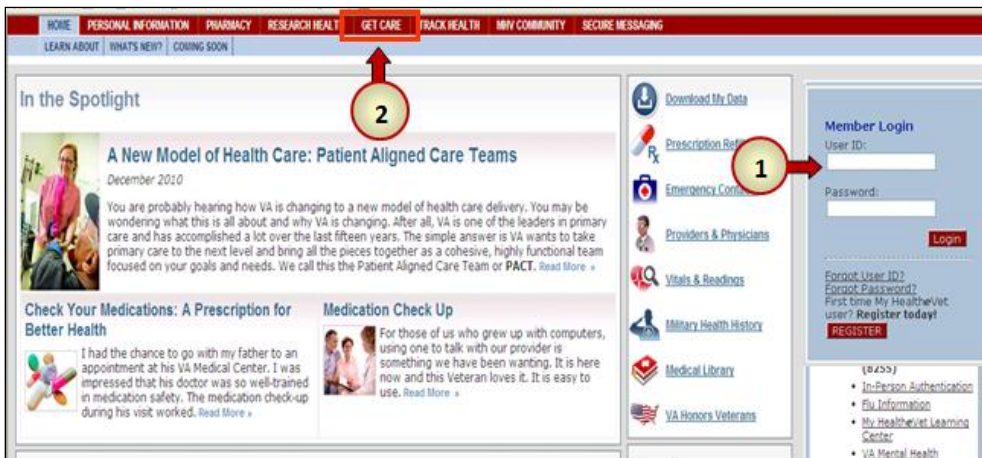 HOME PERSONAL INFORMATION PHARMACY RESEARCH HEALT GET CARE TRACK HEALTH MHV COMMUNITY SECURE MESSAGING
LEARN ABOUT WHAT'S NEW? COMING SOON
2
In the Spotlight
A New Model of Health Care: Patient Aligned Care Teams
December 2010
You are probably hearing how VA is changing to a new model of health care delivery. You may be
wondering what this is all about and why VA is changing. After all, VA is one of the leaders in primary
care and has accomplished a lot over the last fifteen years. The simple answer is VA wants to take
primary care to the next level and bring all the pieces together as a cohesive, highly functional team
focused on your goals and needs. We call this the Patient Aligned Care Team or PACT. Read More »
Check Your Medications: A Prescription for
Better Health
I had the chance to go with my father to an
appointment at his VA Medical Center. I was
impressed that his doctor was so well-trained
in medication safety. The medication check-up
during his visit worked. Read More »
Medication Check Up
For those of us who grew up with computers,
using one to talk with our provider is
something we have been wanting. It is here
now and this Veteran loves it. It is easy to
use. Read More »
Download My Data
Rx
Prescription Ref
Emergency Conta
Providers & Physicians
Vitals & Readings
Military Health History
Medical Library
VA Honors Veterans
1
Member Login
User ID:
Password:
Login
Forgot User ID?
Forgot Password?
First time My HealtheVet
user? Register today!
REGISTER
(8255)
• In-Person Authentication
• Flu Information
• My HealtheVet Learning
Center
• VA Mental Health